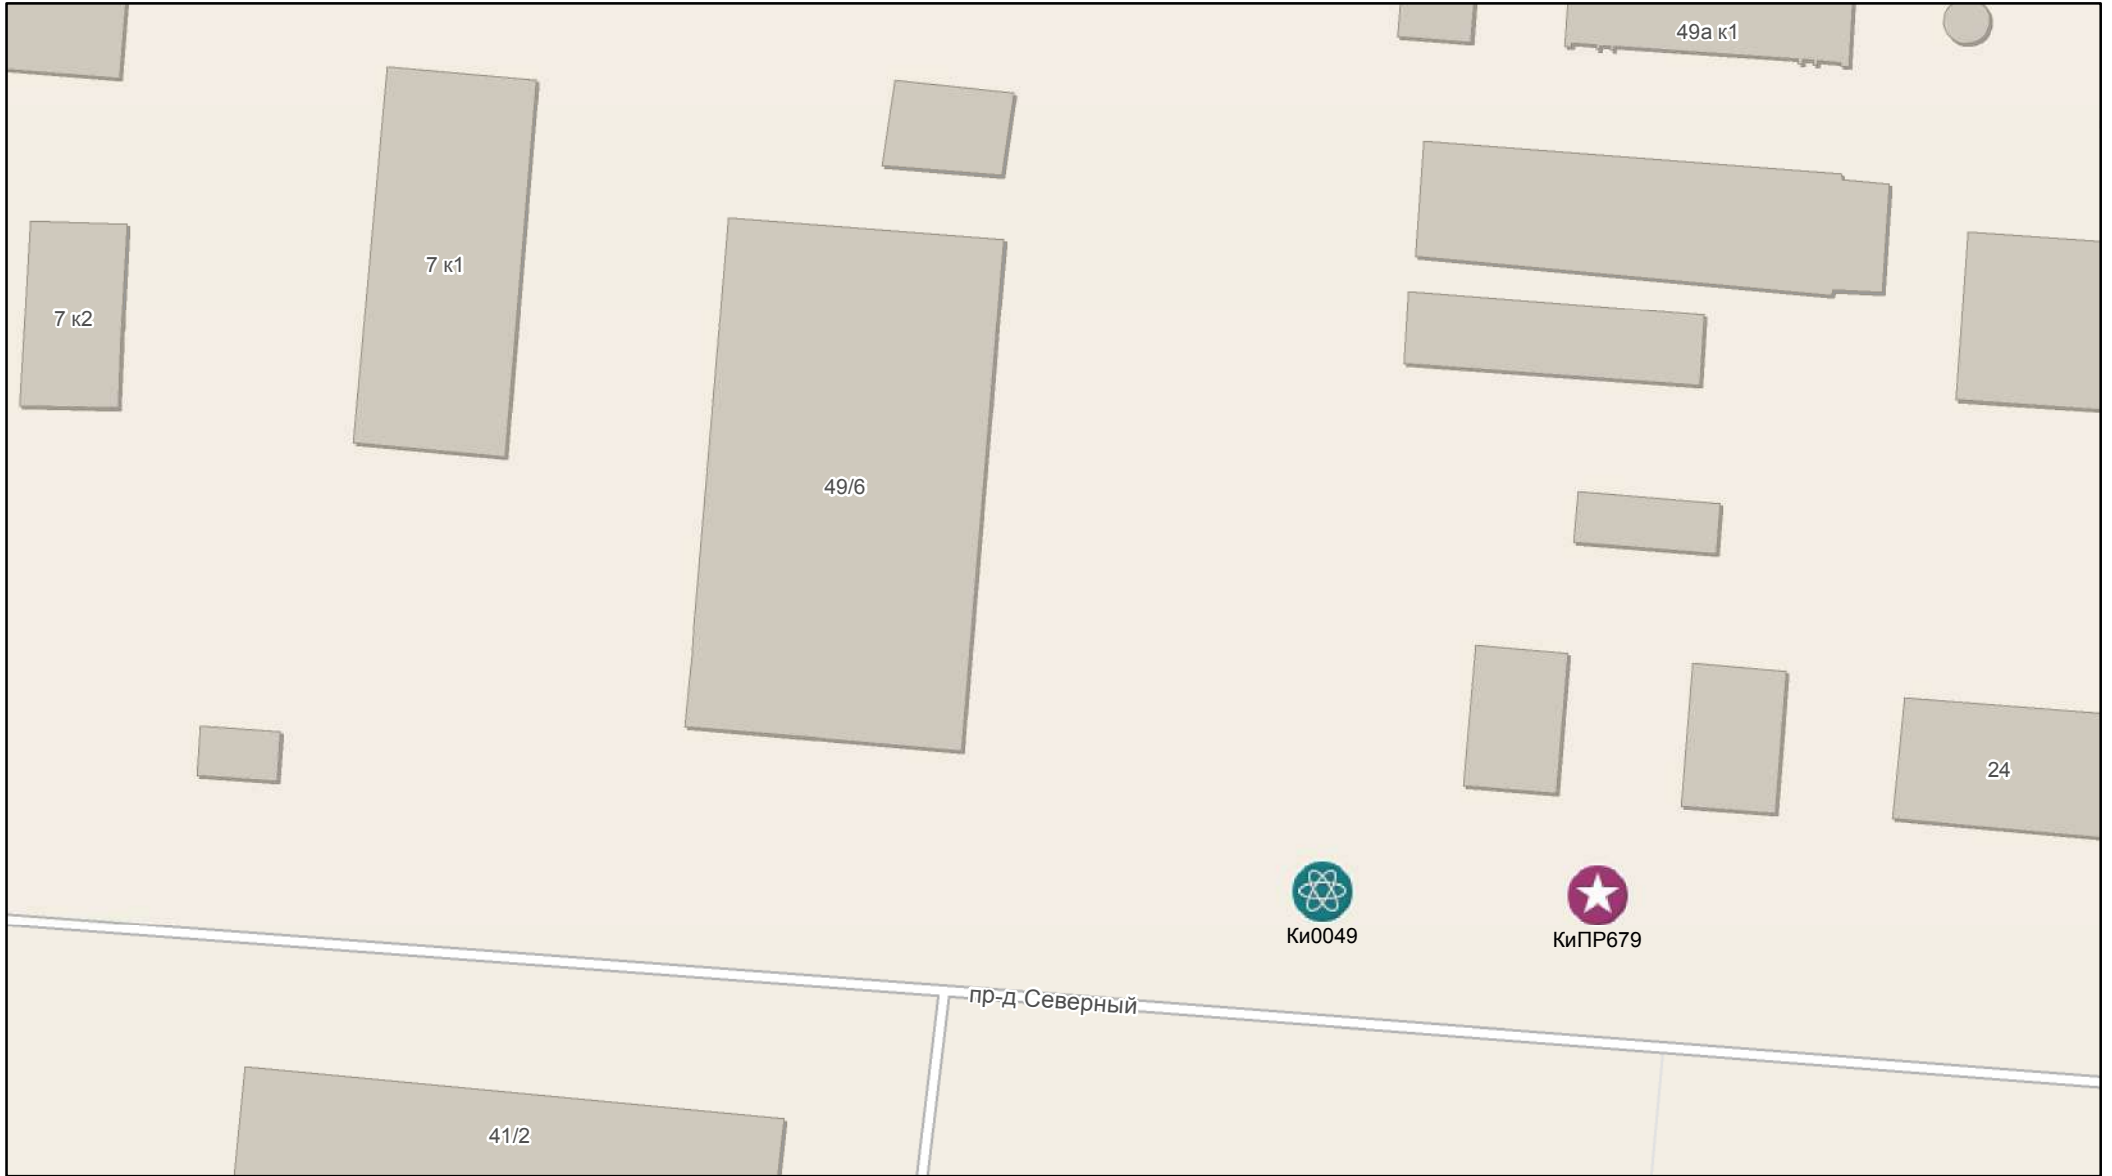 49а к1
7 к1
7 к2
49/6
24
Ки0049
КиПР679
пр-д Северный
41/2